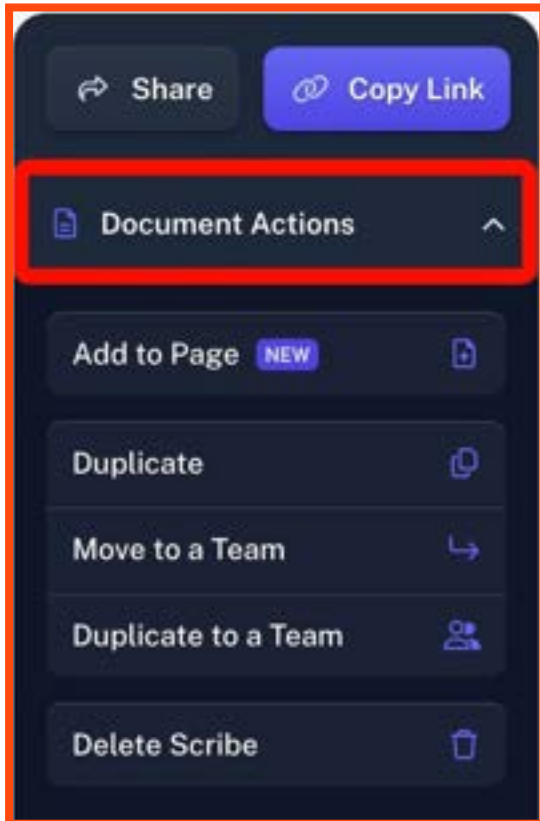 Share
Copy Link
Document Actions
Add to Page NEW
Duplicate
Move to a Team
Duplicate to a Team
Delete Scribe